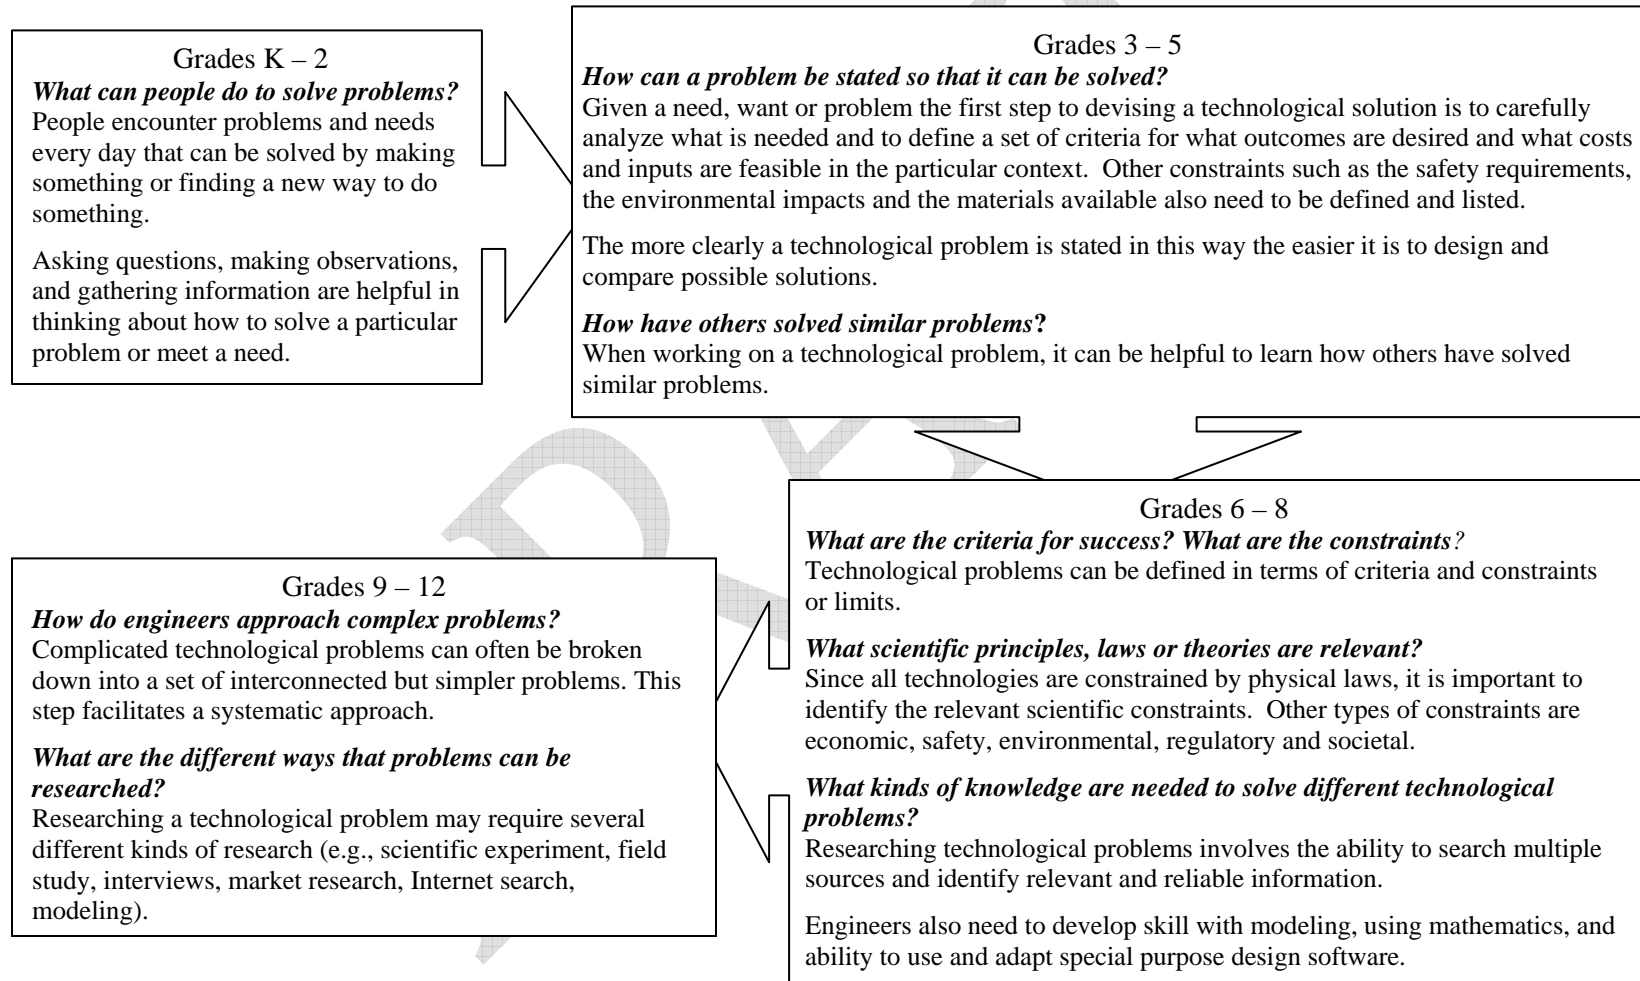 Grades K – 2
What can people do to solve problems?
People encounter problems and needs
every day that can be solved by making
something or finding a new way to do
something.
Asking questions, making observations,
and gathering information are helpful in
thinking about how to solve a particular
problem or meet a need.
Grades 3 – 5
How can a problem be stated so that it can be solved?
Given a need, want or problem the first step to devising a technological solution is to carefully
analyze what is needed and to define a set of criteria for what outcomes are desired and what costs
and inputs are feasible in the particular context.  Other constraints such as the safety requirements,
the environmental impacts and the materials available also need to be defined and listed.
The more clearly a technological problem is stated in this way the easier it is to design and
compare possible solutions.
How have others solved similar problems?
When working on a technological problem, it can be helpful to learn how others have solved
similar problems.
Grades 6 – 8
What are the criteria for success? What are the constraints?
Technological problems can be defined in terms of criteria and constraints
or limits.
What scientific principles, laws or theories are relevant?
Since all technologies are constrained by physical laws, it is important to
identify the relevant scientific constraints.  Other types of constraints are
economic, safety, environmental, regulatory and societal.
What kinds of knowledge are needed to solve different technological
problems?
Researching technological problems involves the ability to search multiple
sources and identify relevant and reliable information.
Engineers also need to develop skill with modeling, using mathematics, and
ability to use and adapt special purpose design software.
Grades 9 – 12
How do engineers approach complex problems?
Complicated technological problems can often be broken
down into a set of interconnected but simpler problems. This
step facilitates a systematic approach.
What are the different ways that problems can be
researched?
Researching a technological problem may require several
different kinds of research (e.g., scientific experiment, field
study, interviews, market research, Internet search,
modeling).